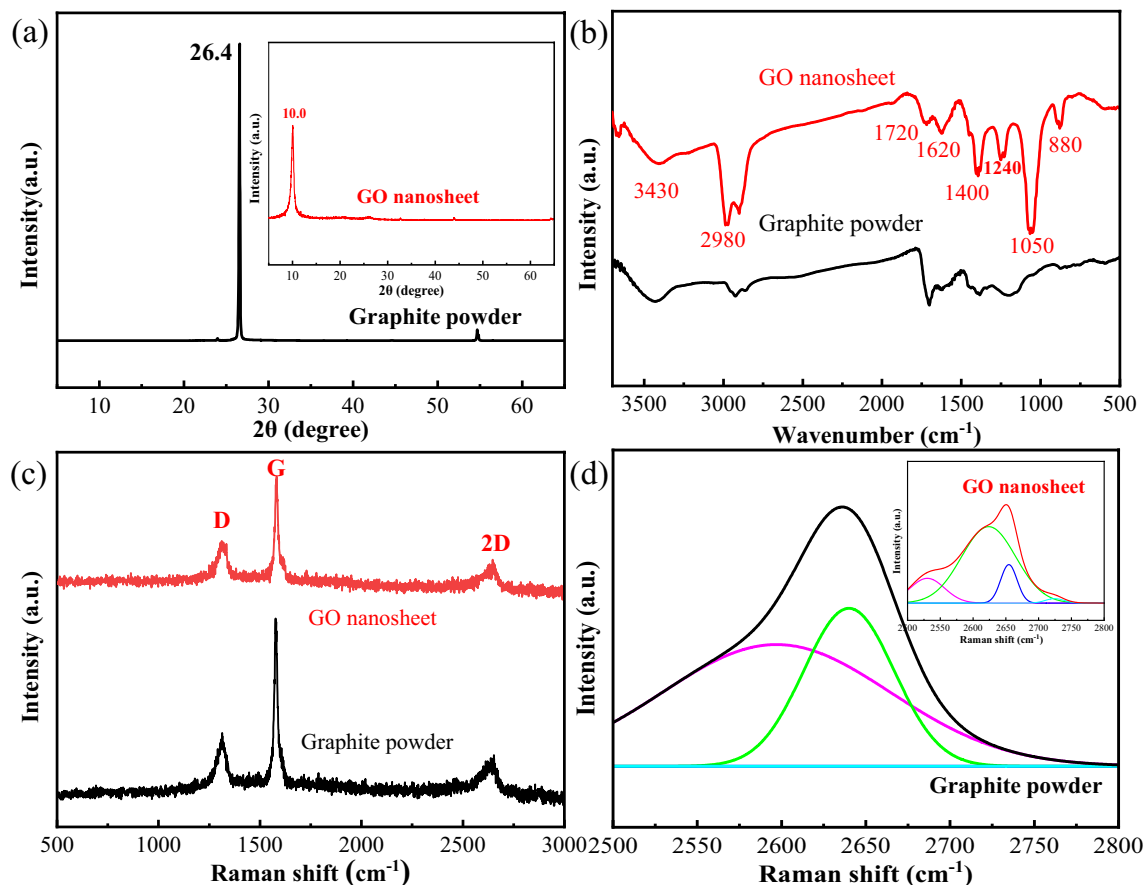 (a)
26.4
Intensity(a.u.)
Graphite powder
10 20 30 40 50 60
2θ (degree)
10.0
GO nanosheet
Intensity (a.u.)
10 20 30 40 50 60
2θ (degree)
(b)
GO nanosheet
1720
1620
1400
1240
1050
880
3430
2980
Graphite powder
Intensity (a.u.)
3500 3000 2500 2000 1500 1000 500
Wavenumber (cm-1)
(c)
D
G
2D
GO nanosheet
Graphite powder
Intensity (a.u.)
500 1000 1500 2000 2500 3000
Raman shift (cm-1)
(d)
GO nanosheet
Intensity (a.u.)
2500 2550 2600 2650 2700 2750 2800
Raman shift (cm-1)
Graphite powder
Intensity (a.u.)
2500 2550 2600 2650 2700 2750 2800
Raman shift (cm-1)